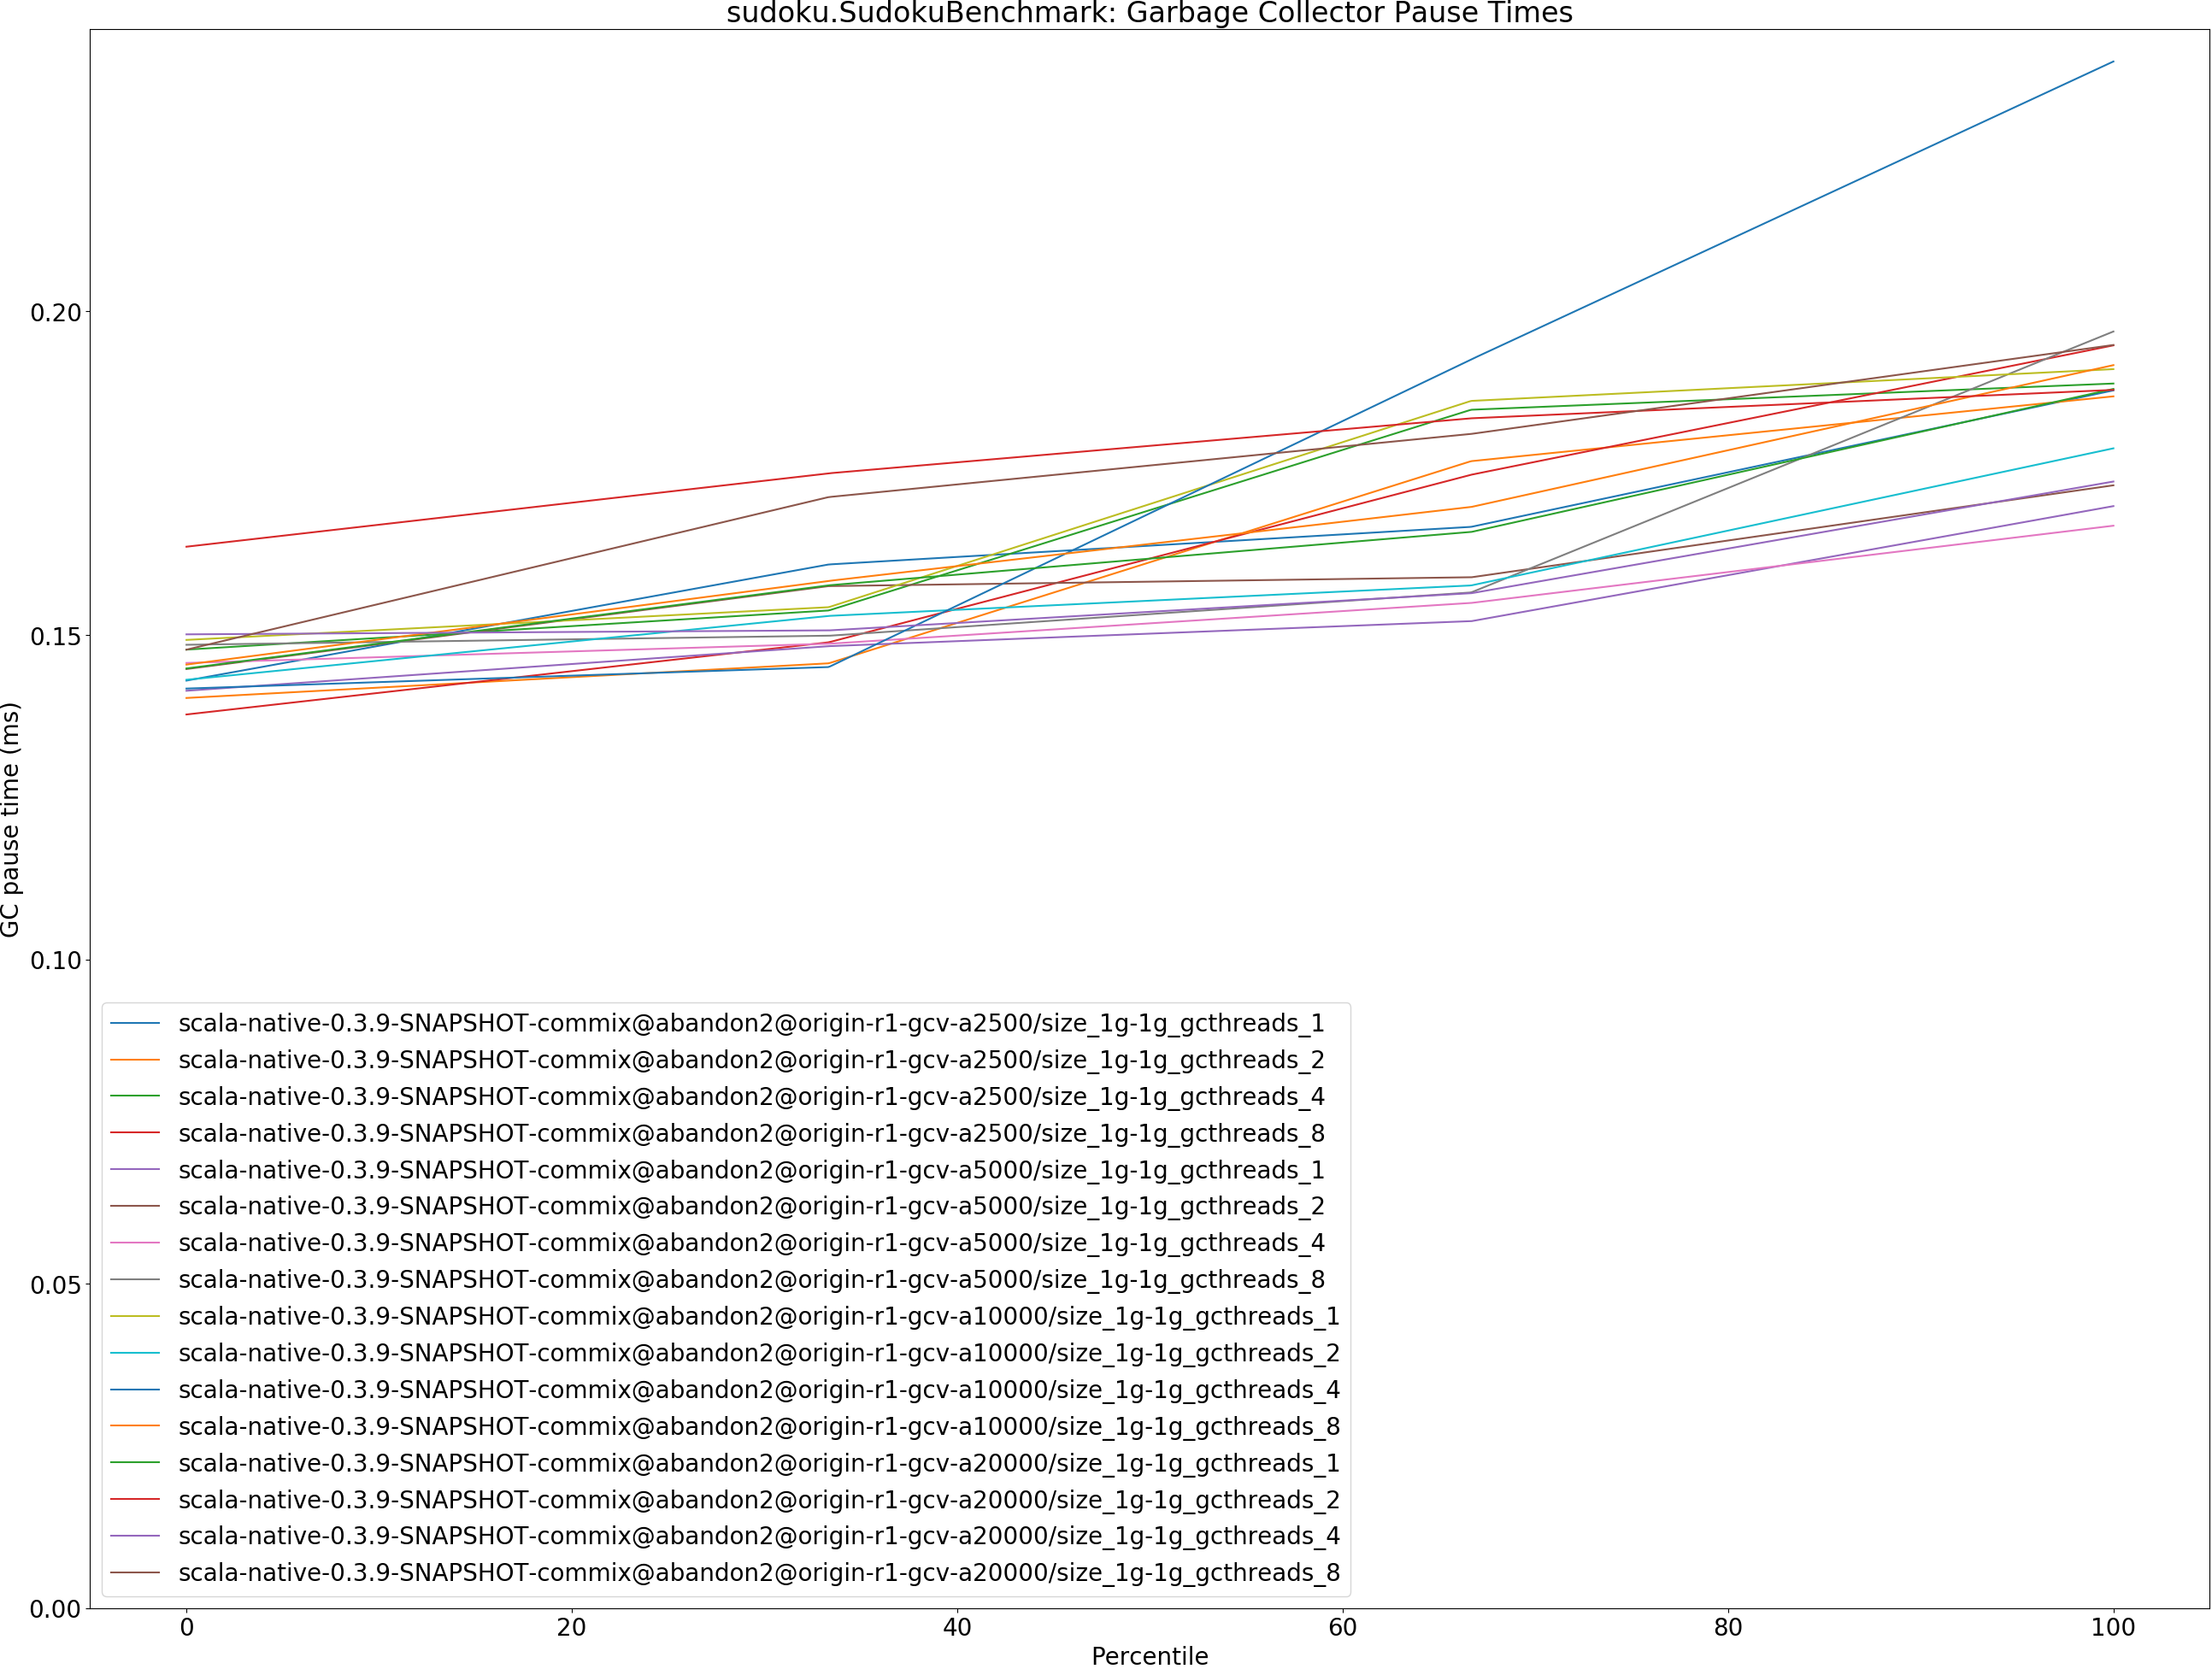 sudoku.SudokuBenchmark: Garbage Collector Pause Times
GC pause time (ms)
0.20
0.15
0.10
0.05
0.00
scala-native-0.3.9-SNAPSHOT-commix@abandon2@origin-r1-gcv-a2500/size_1g-1g_gcthreads_1
scala-native-0.3.9-SNAPSHOT-commix@abandon2@origin-r1-gcv-a2500/size_1g-1g_gcthreads_2
scala-native-0.3.9-SNAPSHOT-commix@abandon2@origin-r1-gcv-a2500/size_1g-1g_gcthreads_4
scala-native-0.3.9-SNAPSHOT-commix@abandon2@origin-r1-gcv-a2500/size_1g-1g_gcthreads_8
scala-native-0.3.9-SNAPSHOT-commix@abandon2@origin-r1-gcv-a5000/size_1g-1g_gcthreads_1
scala-native-0.3.9-SNAPSHOT-commix@abandon2@origin-r1-gcv-a5000/size_1g-1g_gcthreads_2
scala-native-0.3.9-SNAPSHOT-commix@abandon2@origin-r1-gcv-a5000/size_1g-1g_gcthreads_4
scala-native-0.3.9-SNAPSHOT-commix@abandon2@origin-r1-gcv-a5000/size_1g-1g_gcthreads_8
scala-native-0.3.9-SNAPSHOT-commix@abandon2@origin-r1-gcv-a10000/size_1g-1g_gcthreads_1
scala-native-0.3.9-SNAPSHOT-commix@abandon2@origin-r1-gcv-a10000/size_1g-1g_gcthreads_2
scala-native-0.3.9-SNAPSHOT-commix@abandon2@origin-r1-gcv-a10000/size_1g-1g_gcthreads_4
scala-native-0.3.9-SNAPSHOT-commix@abandon2@origin-r1-gcv-a10000/size_1g-1g_gcthreads_8
scala-native-0.3.9-SNAPSHOT-commix@abandon2@origin-r1-gcv-a20000/size_1g-1g_gcthreads_1
scala-native-0.3.9-SNAPSHOT-commix@abandon2@origin-r1-gcv-a20000/size_1g-1g_gcthreads_2
scala-native-0.3.9-SNAPSHOT-commix@abandon2@origin-r1-gcv-a20000/size_1g-1g_gcthreads_4
scala-native-0.3.9-SNAPSHOT-commix@abandon2@origin-r1-gcv-a20000/size_1g-1g_gcthreads_8
0 20 40 60 80 100
Percentile